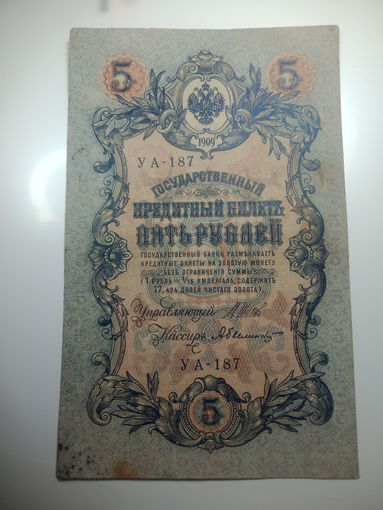 5 5
1909
УА-187
ГОСУДАРСТВЕННЫЙ
КРЕДИТНЫЙ БИЛЕТЪ
ПЯТЬ РУБЛЕЙ
ГОСУДАРСТВЕННЫЙ БАНКЪ РАЗМѢНИВАЕТЪ
КРЕДИТНЫЕ БИЛЕТЫ НА ЗОЛОТУЮ МОНЕТУ
БЕЗЪ ОГРАНИЧЕНІЯ СУММЫ
(1 РУБЛЬ = 1/15 ИМПЕРІАЛА, СОДЕРЖИТЪ
17,424 ДОЛЕЙ ЧИСТАГО ЗОЛОТА).
Управляющій
Кассиръ
УА-187
5